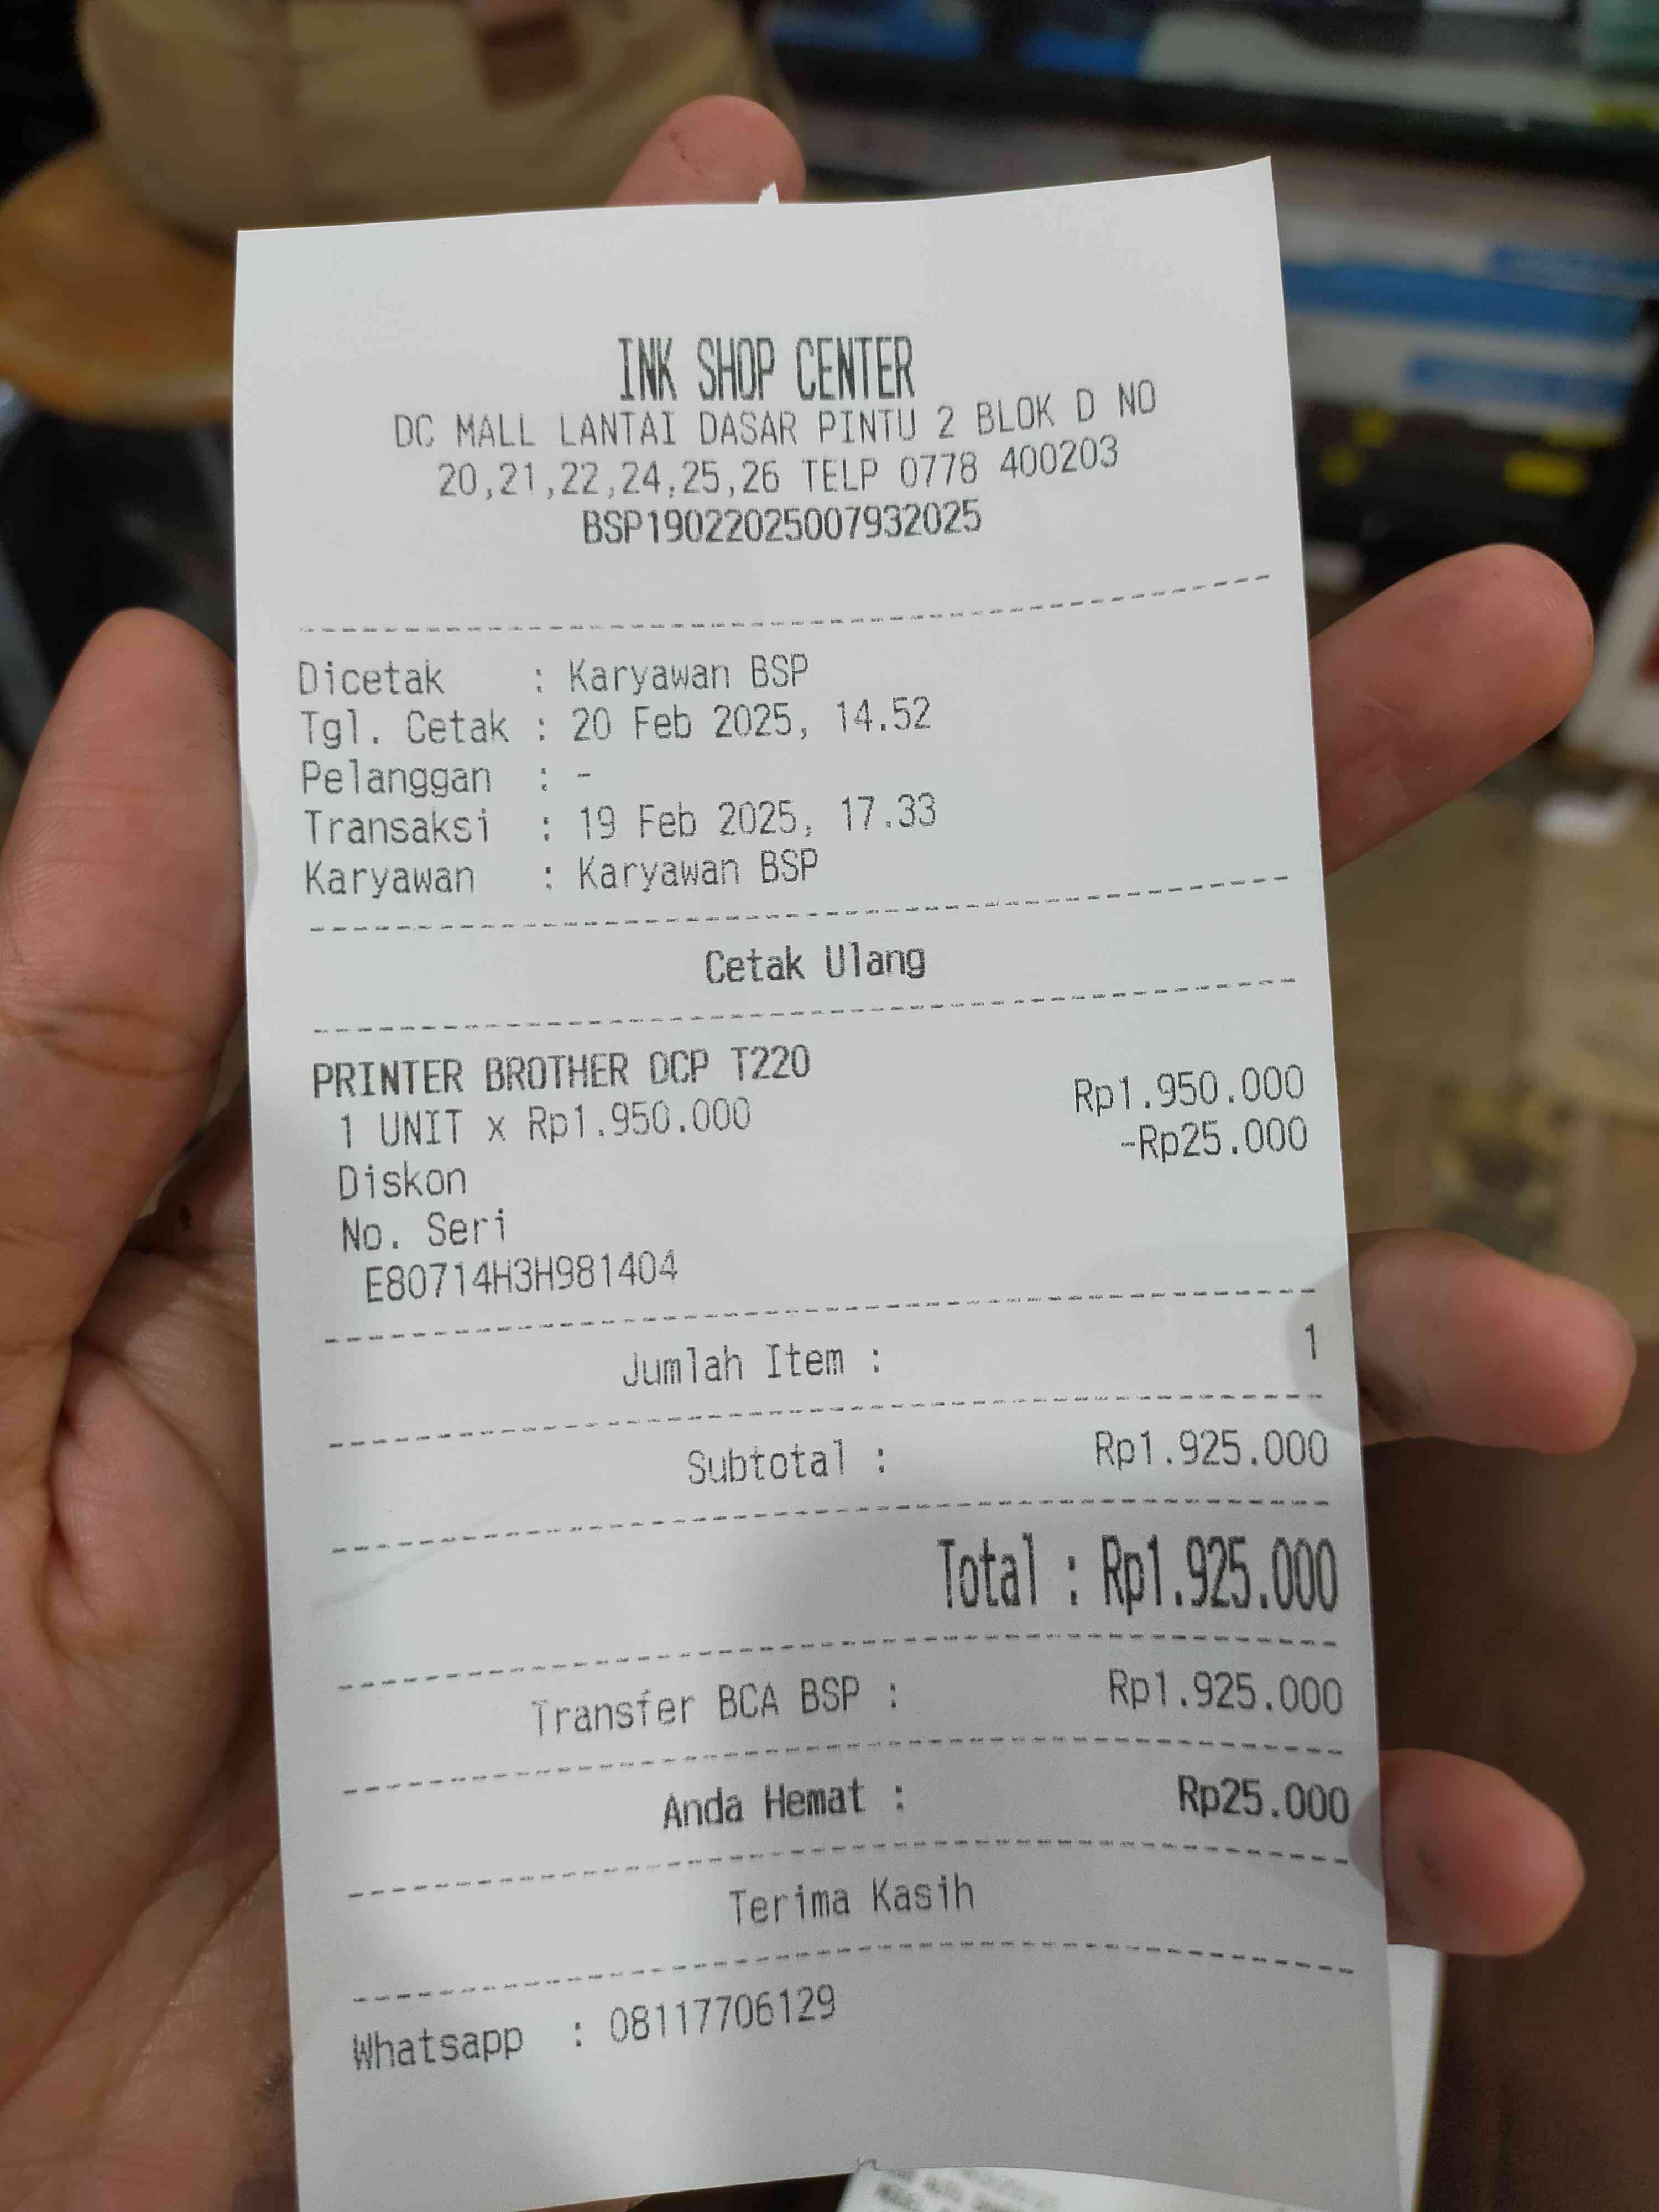 INK SHOP CENTER
DC MALL LANTAI DASAR PINTU 2 BLOK D NO
20,21,22,24,25,26 TELP 0778 400203
BSP19022025007932025
Dicetak : Karyawan BSP
Tgl. Cetak : 20 Feb 2025, 14.52
Pelanggan : -
Transaksi : 19 Feb 2025, 17.33
Karyawan : Karyawan BSP
Cetak Ulang
PRINTER BROTHER DCP T220
1 UNIT x Rp1.950.000 Rp1.950.000
Diskon -Rp25.000
No. Seri
E80714H3H981404
Jumlah Item : 1
Subtotal : Rp1.925.000
Total : Rp1.925.000
Transfer BCA BSP : Rp1.925.000
Anda Hemat : Rp25.000
Terima Kasih
Whatsapp : 08117706129